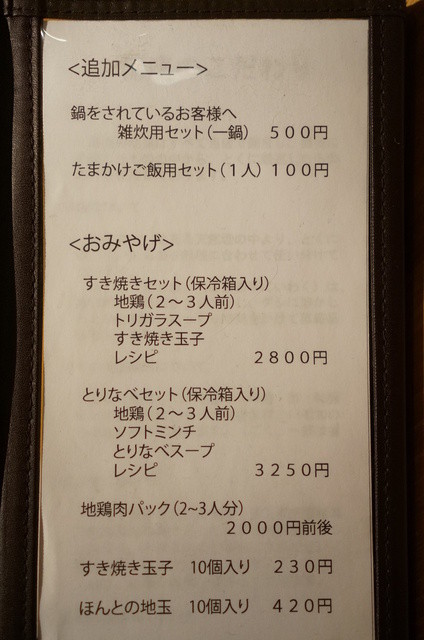 <追加メニュー>
鍋をされているお客様へ
雑炊用セット（一鍋） ５００円
たまかけご飯用セット（１人）１００円
<おみやげ>
すき焼きセット（保冷箱入り）
地鶏（２～３人前）
トリガラスープ
すき焼き玉子
レシピ ２８００円
とりなべセット（保冷箱入り）
地鶏（２～３人前）
ソフトミンチ
とりなべスープ
レシピ ３２５０円
地鶏肉パック（2~3人分）
２０００円前後
すき焼き玉子 10個入り ２３０円
ほんとの地玉 10個入り ４２０円